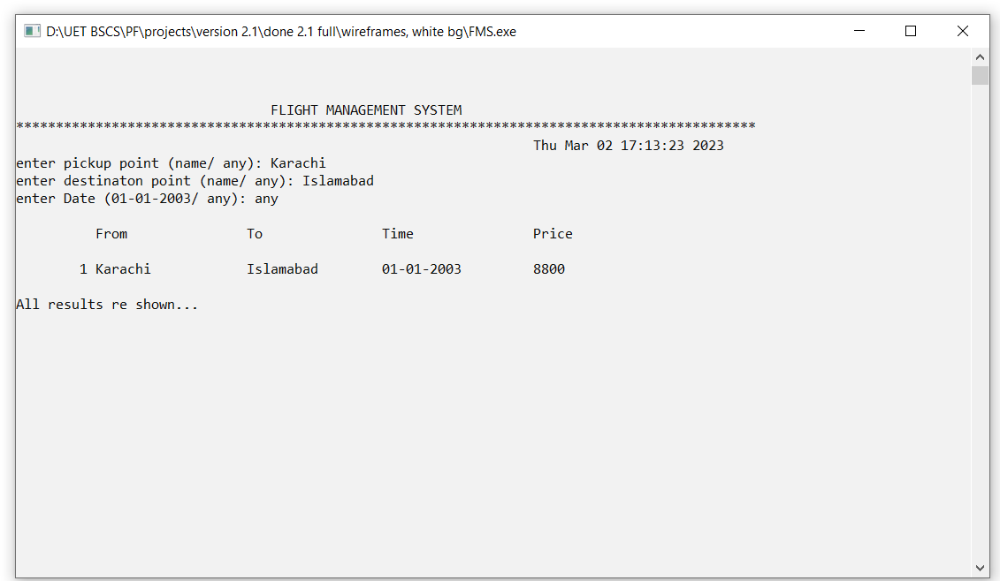 D:\UET BSCS\PF\projects\version 2.1\done 2.1 full\wireframes, white bg\FMS.exe
FLIGHT MANAGEMENT SYSTEM
*********************************************************************************************
Thu Mar 02 17:13:23 2023
enter pickup point (name/ any): Karachi
enter destinaton point (name/ any): Islamabad
enter Date (01-01-2003/ any): any
From To Time Price
1 Karachi Islamabad 01-01-2003 8800
All results re shown...